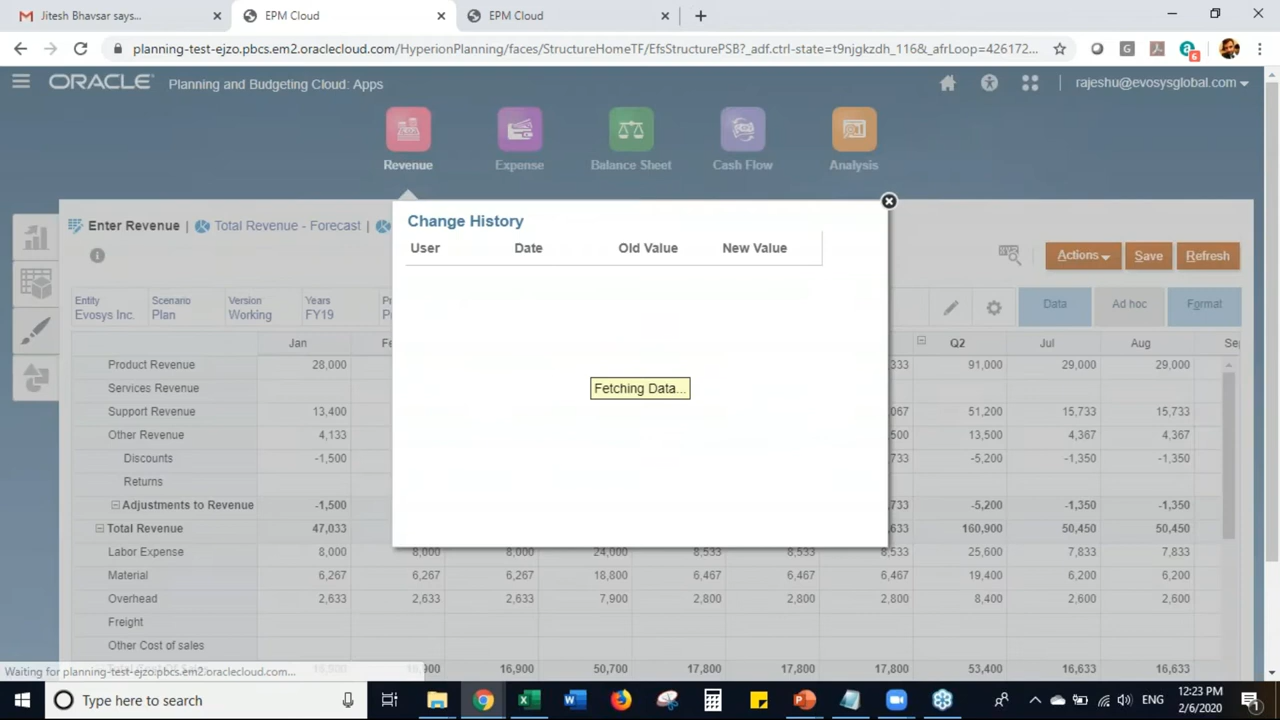 Jitesh Bhavsar says...
EPM Cloud
EPM Cloud
planning-test-ejzo.pbcs.em2.oraclecloud.com/HyperionPlanning/faces/StructureHomeTF/EfsStructurePSB?_adf.ctrl-state=t9njgkzdh_116&_afrLoop=426172...
6
ORACLE Planning and Budgeting Cloud: Apps
rajeshu@evosysglobal.com
Revenue Expense Balance Sheet Cash Flow Analysis
Enter Revenue | Total Revenue - Forecast |
Actions Save Refresh
Change History
User Date Old Value New Value
Fetching Data...
Entity Scenario Version Years
Evosys Inc. Plan Working FY19
Data Ad hoc Format
Jan Q2 Jul Aug
Product Revenue 28,000 333 91,000 29,000 29,000
Services Revenue
Support Revenue 13,400 067 51,200 15,733 15,733
Other Revenue 4,133 500 13,500 4,367 4,367
Discounts -1,500 733 -5,200 -1,350 -1,350
Returns
Adjustments to Revenue -1,500 733 -5,200 -1,350 -1,350
Total Revenue 47,033 633 160,900 50,450 50,450
Labor Expense 8,000 8,000 8,000 24,000 8,533 8,533 8,533 25,600 7,833 7,833
Material 6,267 6,267 6,267 18,800 6,467 6,467 6,467 19,400 6,200 6,200
Overhead 2,633 2,633 2,633 7,900 2,800 2,800 2,800 8,400 2,600 2,600
Freight
Other Cost of sales
16,900 50,700 17,800 17,800 17,800 53,400 16,633 16,633
Waiting for planning-test-ejzo.pbcs.em2.oraclecloud.com...
Type here to search
ENG
12:23 PM
2/6/2020
1